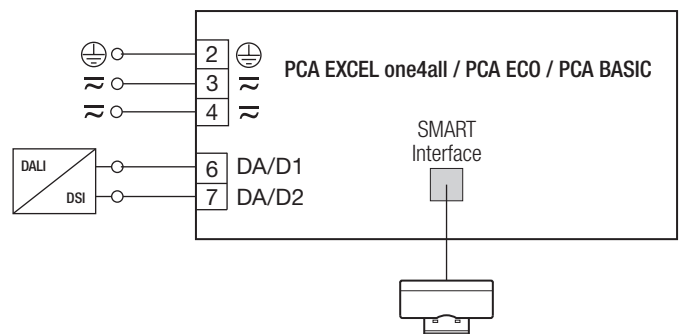 PCA EXCEL one4all / PCA ECO / PCA BASIC
2
3
4
SMART
Interface
DALI
DSI
6 DA/D1
7 DA/D2